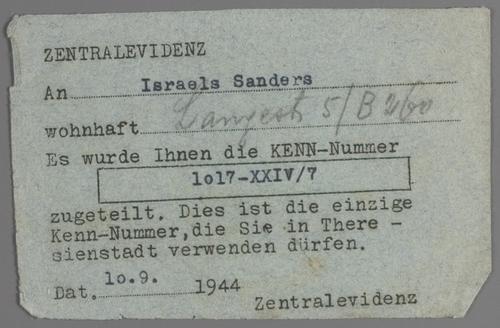 ZENTRALEVIDENZ
An Israels Sanders
wohnhaft Langestr 5/B 260
Es wurde Ihnen die KENN-Nummer
1o17-XXIV/7
zugeteilt. Dies ist die einzige
Kenn-Nummer,die Sie in There -
sienstadt verwenden dürfen.
Dat. 1o.9. 1944
Zentralevidenz